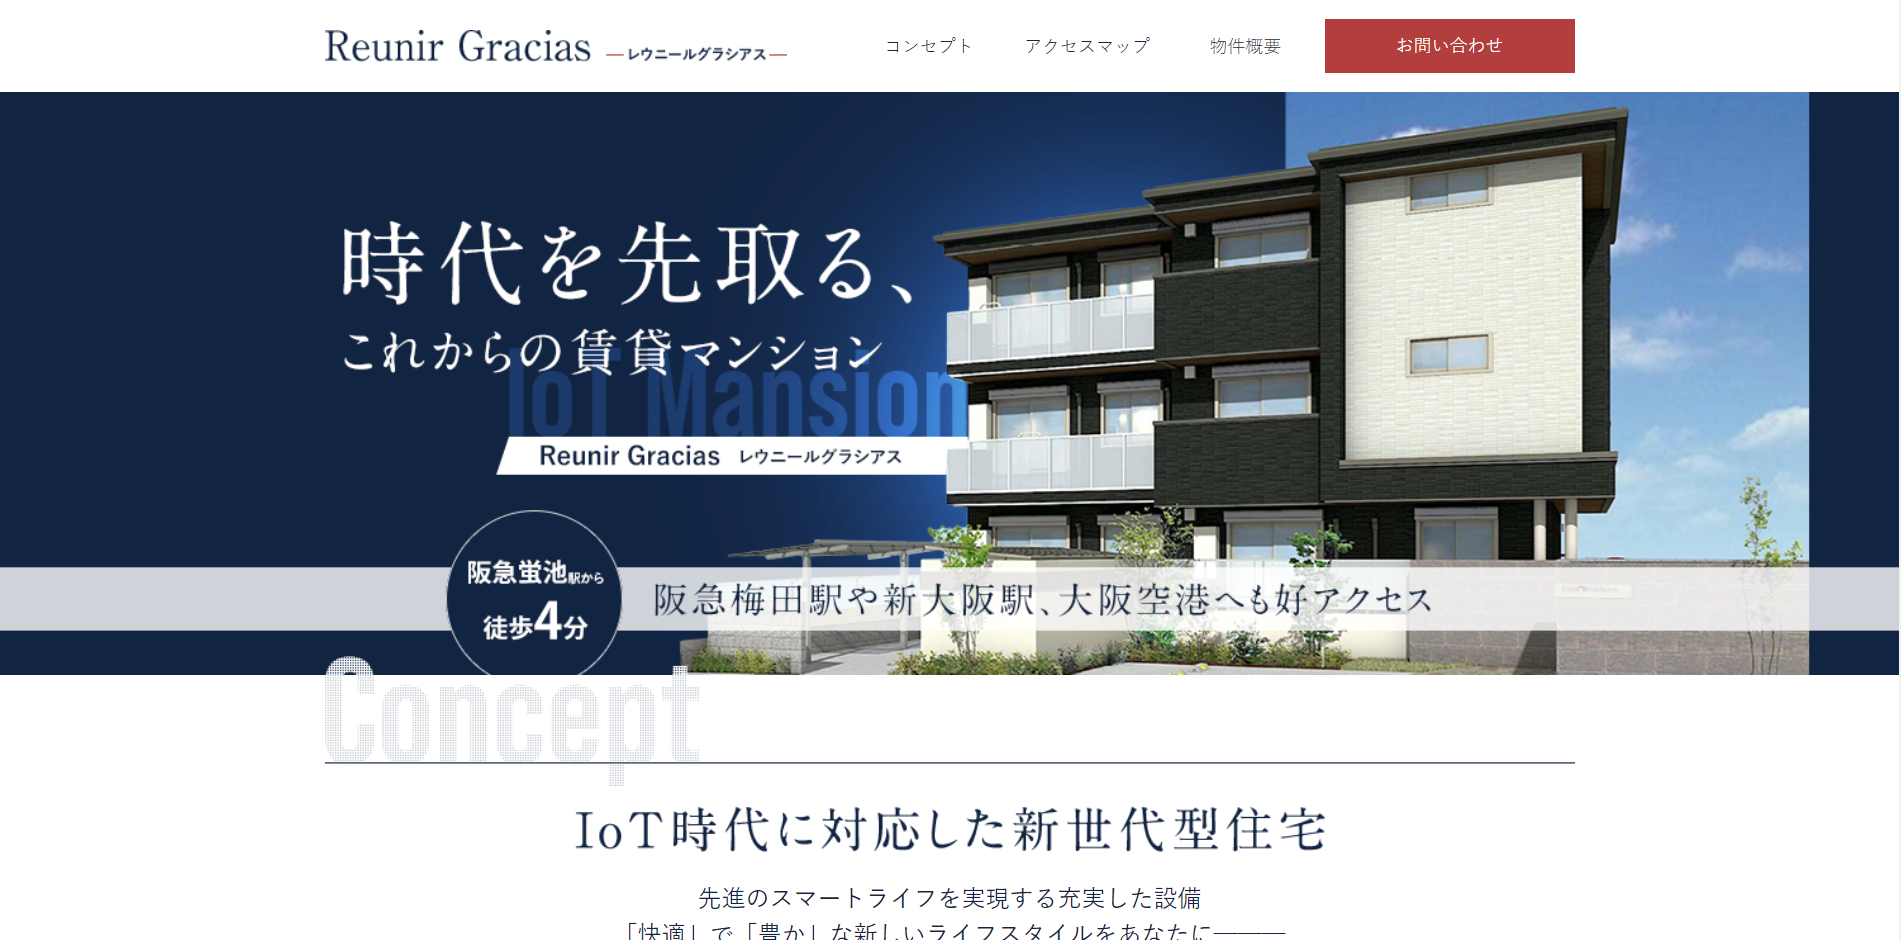 Reunir Gracias ―レウニールグラシアス―
コンセプト
アクセスマップ
物件概要
お問い合わせ
時代を先取る、
これからの賃貸マンション
IoT Mansion
Reunir Gracias レウニールグラシアス
阪急蛍池駅から
徒歩4分
阪急梅田駅や新大阪駅、大阪空港へも好アクセス
Concept
IoT時代に対応した新世代型住宅
先進のスマートライフを実現する充実した設備
「快適」で「豊か」な新しいライフスタイルをあなたに―――